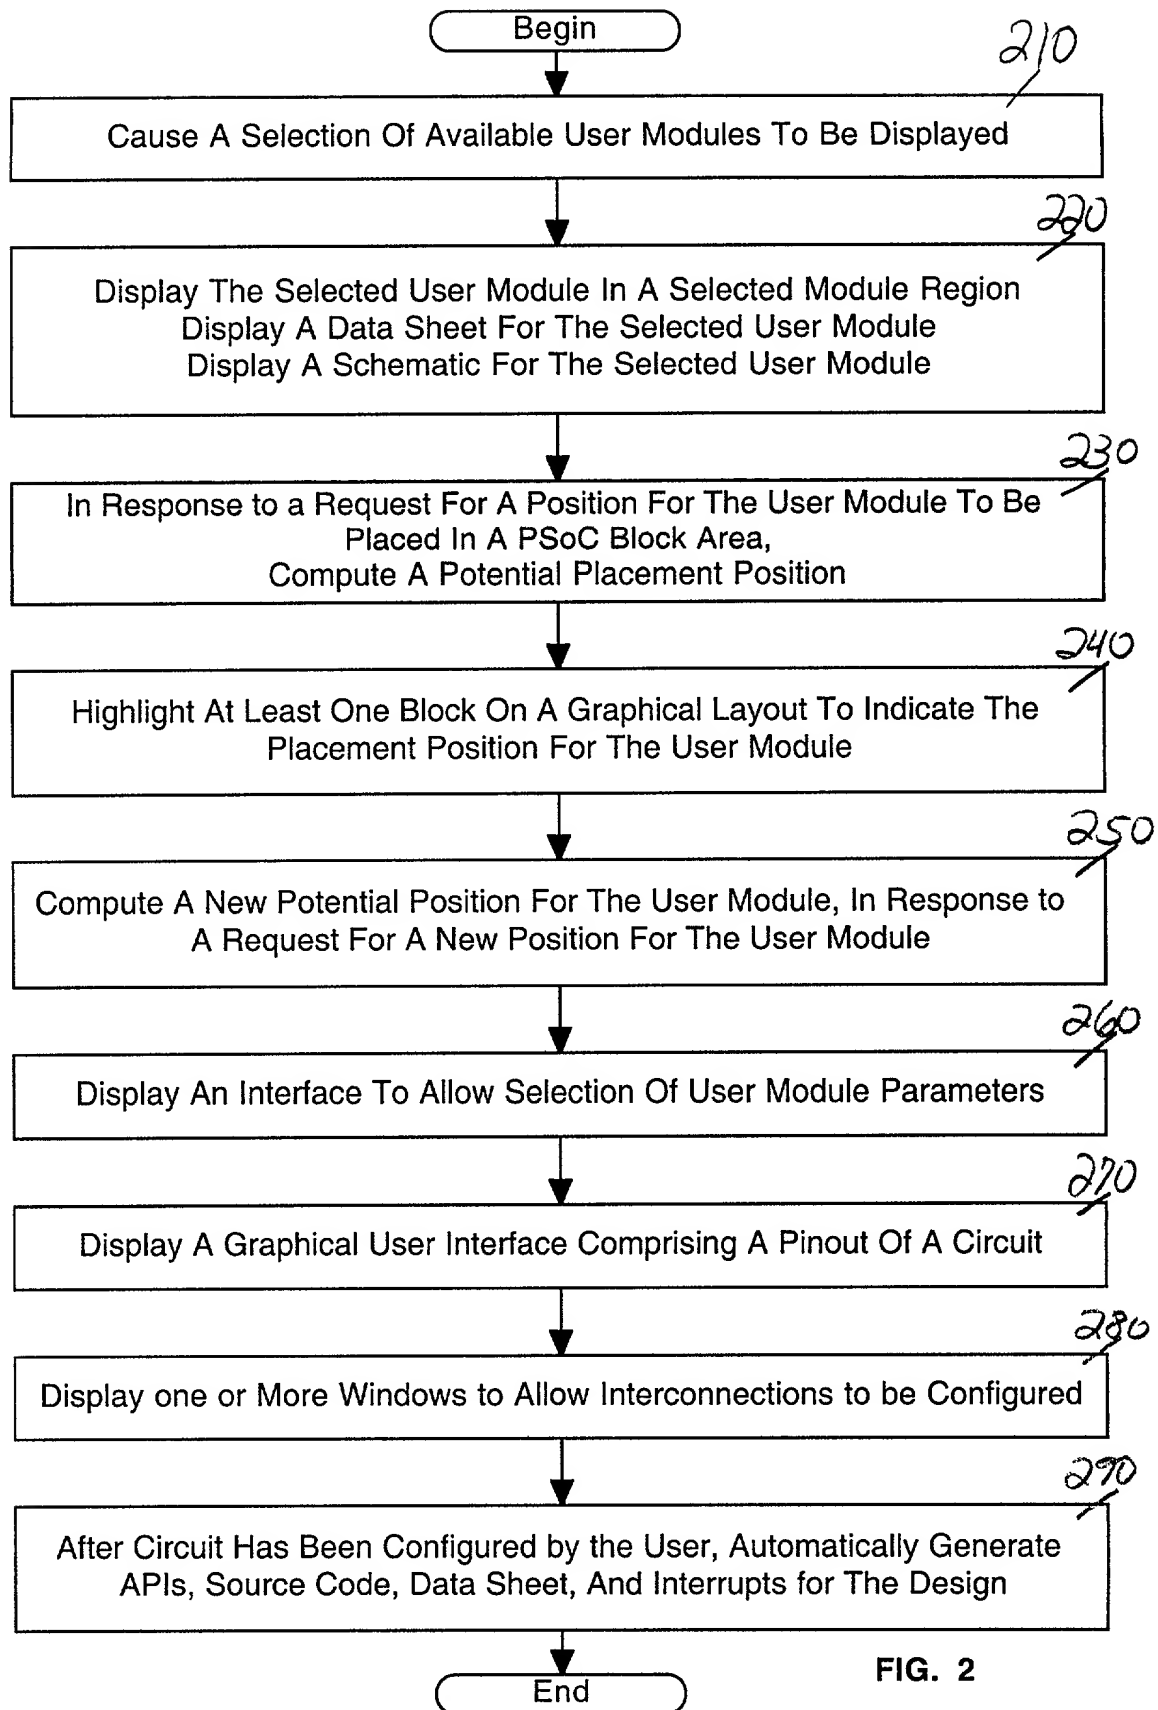 Begin
210
Cause A Selection Of Available User Modules To Be Displayed
220
Display The Selected User Module In A Selected Module Region
Display A Data Sheet For The Selected User Module
Display A Schematic For The Selected User Module
230
In Response to a Request For A Position For The User Module To Be
Placed In A PSoC Block Area,
Compute A Potential Placement Position
240
Highlight At Least One Block On A Graphical Layout To Indicate The
Placement Position For The User Module
250
Compute A New Potential Position For The User Module, In Response to
A Request For A New Position For The User Module
260
Display An Interface To Allow Selection Of User Module Parameters
270
Display A Graphical User Interface Comprising A Pinout Of A Circuit
280
Display one or More Windows to Allow Interconnections to be Configured
290
After Circuit Has Been Configured by the User, Automatically Generate
APIs, Source Code, Data Sheet, And Interrupts for The Design
FIG. 2
End